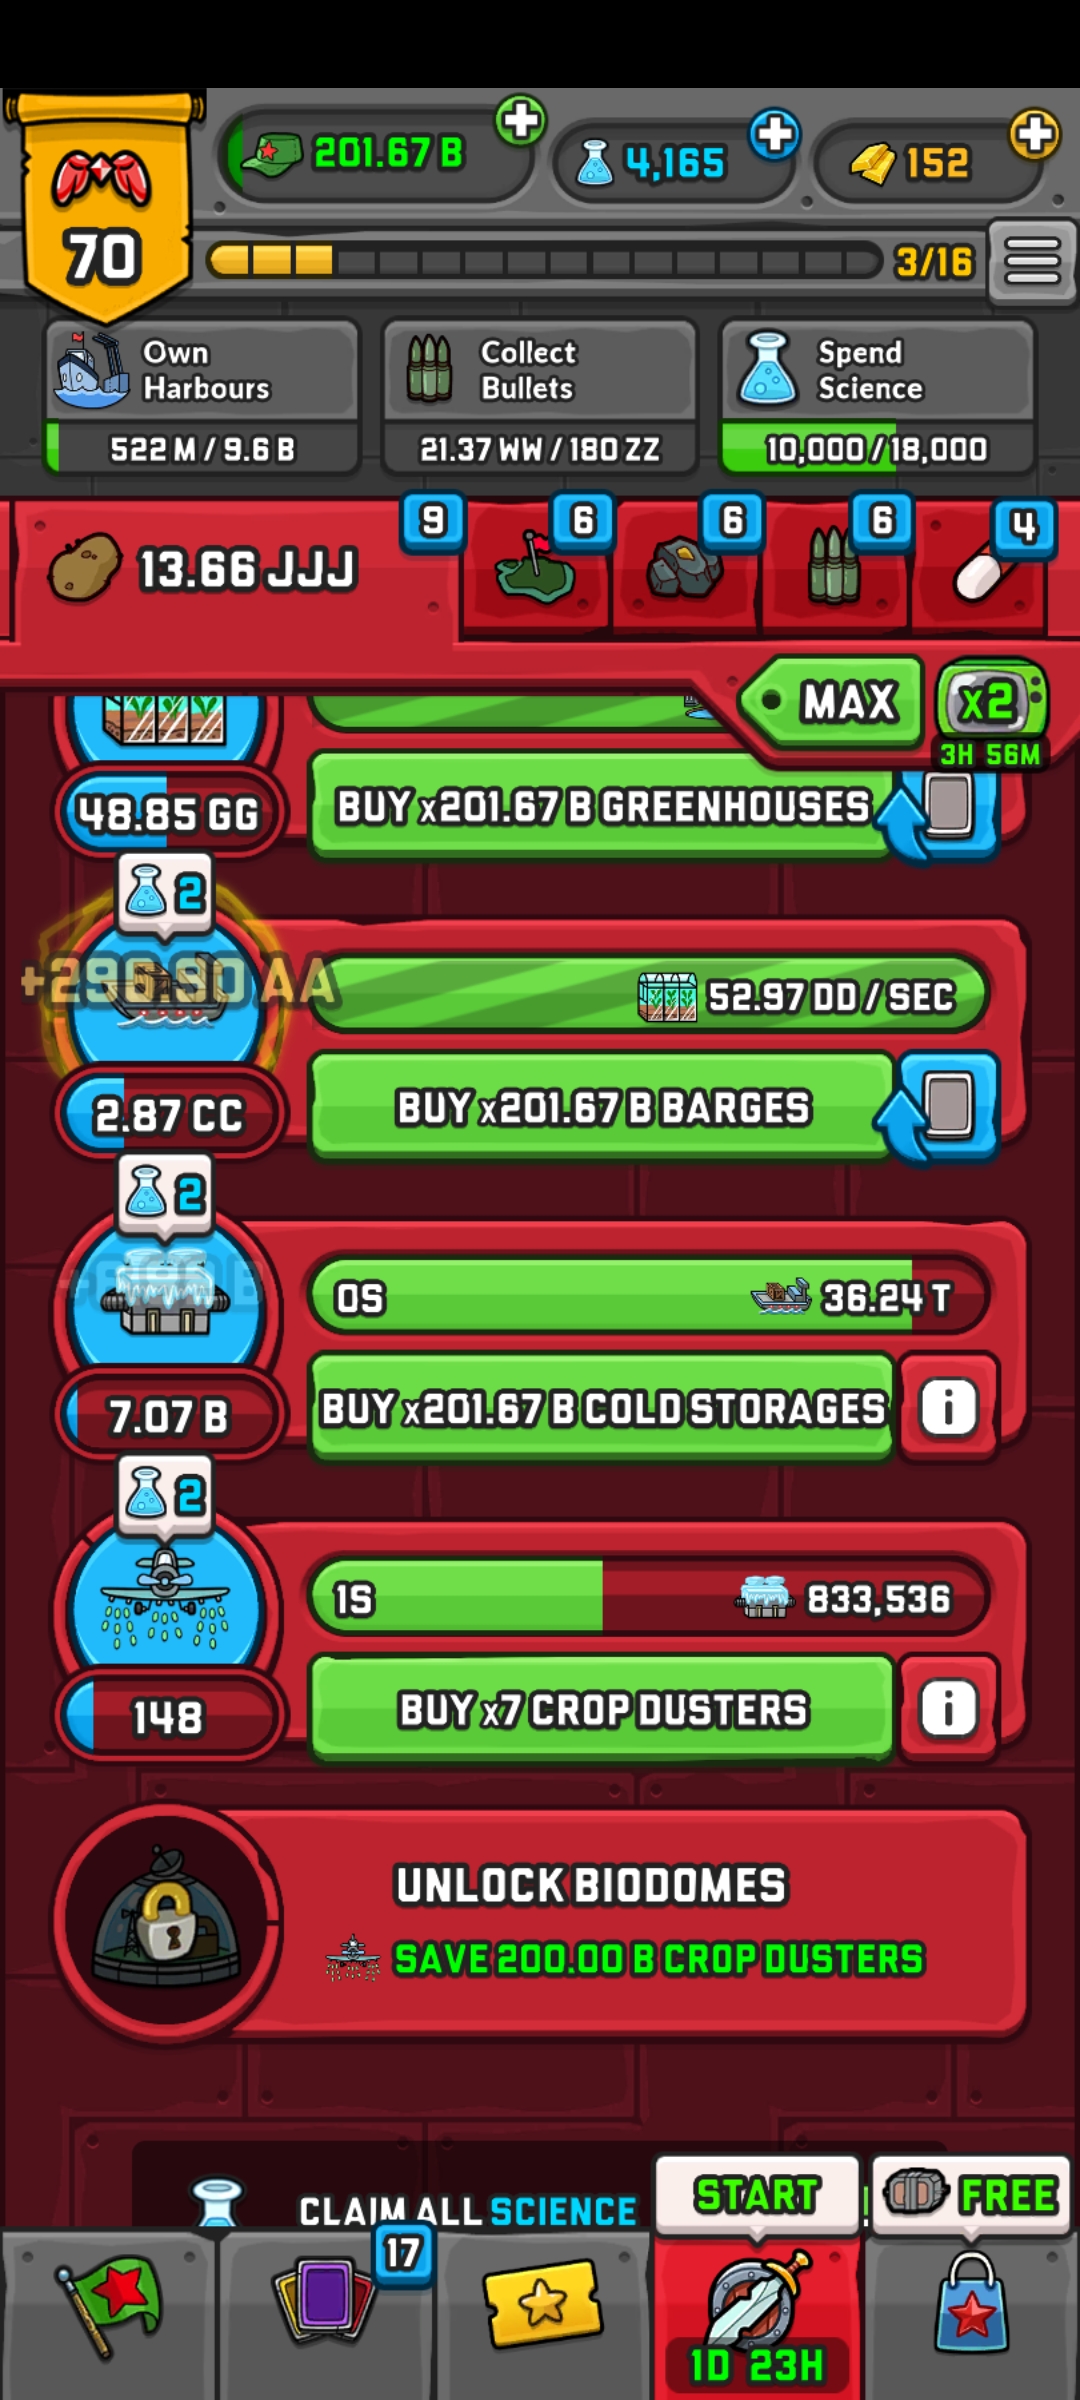 201.67 B
4,165
152
70
3/16
Own
Harbours
522 M / 9.6 B
Collect
Bullets
21.37 WW / 180 ZZ
Spend
Science
10,000 / 18,000
13.66 JJJ
9
6
6
6
4
MAX
x2
3H 56M
48.85 GG
BUY x201.67 B GREENHOUSES
2
+290.90 AA
52.97 DD / SEC
2.87 CC
BUY x201.67 B BARGES
2
0S
36.24 T
7.07 B
BUY x201.67 B COLD STORAGES
i
2
1S
833,536
148
BUY x7 CROP DUSTERS
i
UNLOCK BIODOMES
SAVE 200.00 B CROP DUSTERS
CLAIM ALL SCIENCE
START
FREE
17
1D 23H